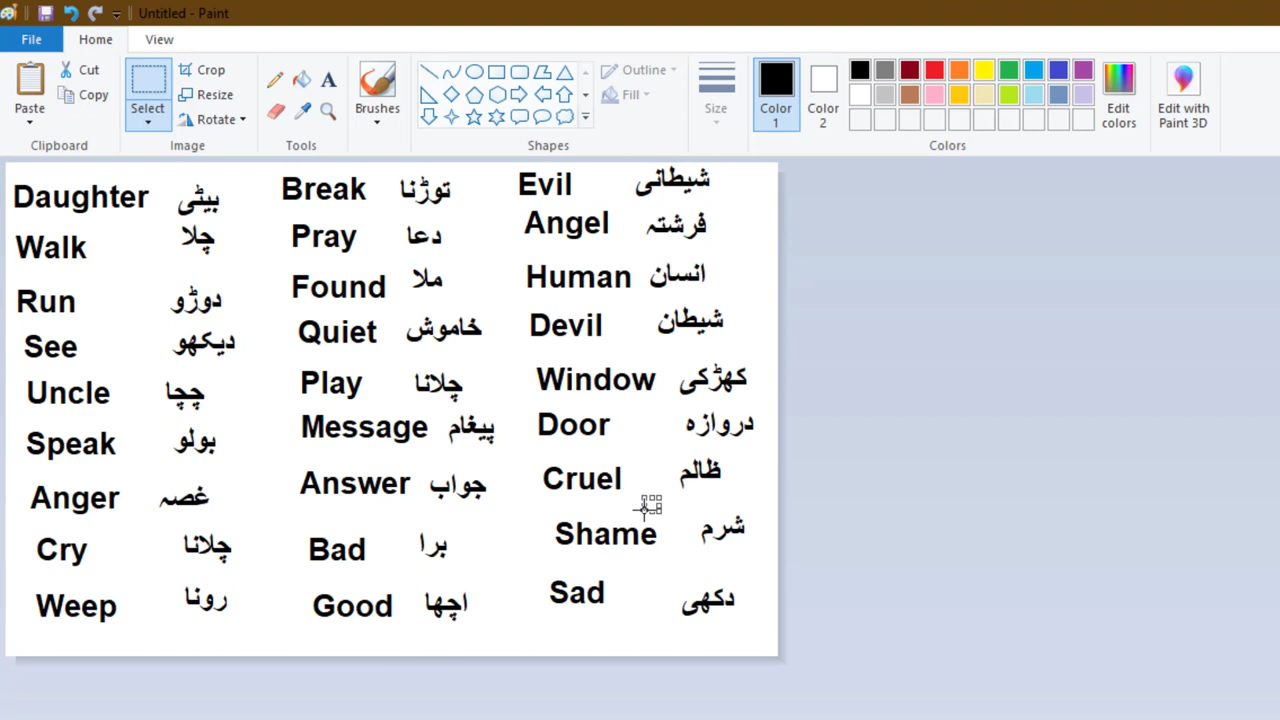 Untitled - Paint
File Home View
Paste
Cut
Copy
Clipboard
Select
Crop
Resize
Rotate
Image
Tools
Brushes
Shapes
Outline
Fill
Size
Color 1
Color 2
Edit colors
Edit with Paint 3D
Colors
Daughter بیٹی
Walk چلا
Run دوڑو
See دیکھو
Uncle چچا
Speak بولو
Anger غصہ
Cry چلانا
Weep رونا
Break توڑنا
Pray دعا
Found ملا
Quiet خاموش
Play چلانا
Message پیغام
Answer جواب
Bad برا
Good اچھا
Evil شیطانی
Angel فرشتہ
Human انسان
Devil شیطان
Window کھڑکی
Door دروازہ
Cruel ظالم
Shame شرم
Sad دکھی